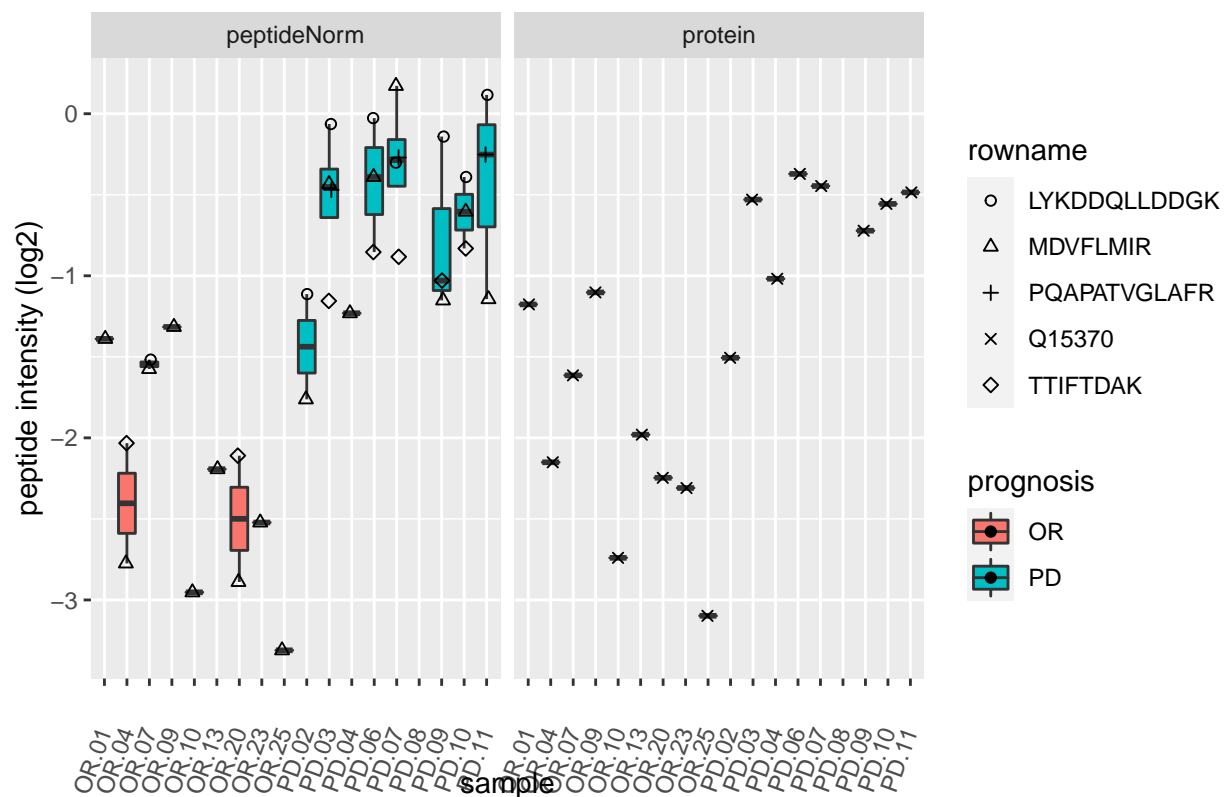 peptideNorm
protein
0
−1
−2
−3
peptide intensity (log2)
OR.01
OR.04
OR.07
OR.09
OR.10
OR.13
OR.20
OR.23
OR.25
PD.02
PD.03
PD.04
PD.06
PD.07
PD.08
PD.09
PD.10
PD.11
OR.01
OR.04
OR.07
OR.09
OR.10
OR.13
OR.20
OR.23
OR.25
PD.02
PD.03
PD.04
PD.06
PD.07
PD.08
PD.09
PD.10
PD.11
sample
rowname
LYKDDQLLDDGK
MDVFLMIR
PQAPATVGLAFR
Q15370
TTIFTDAK
prognosis
OR
PD